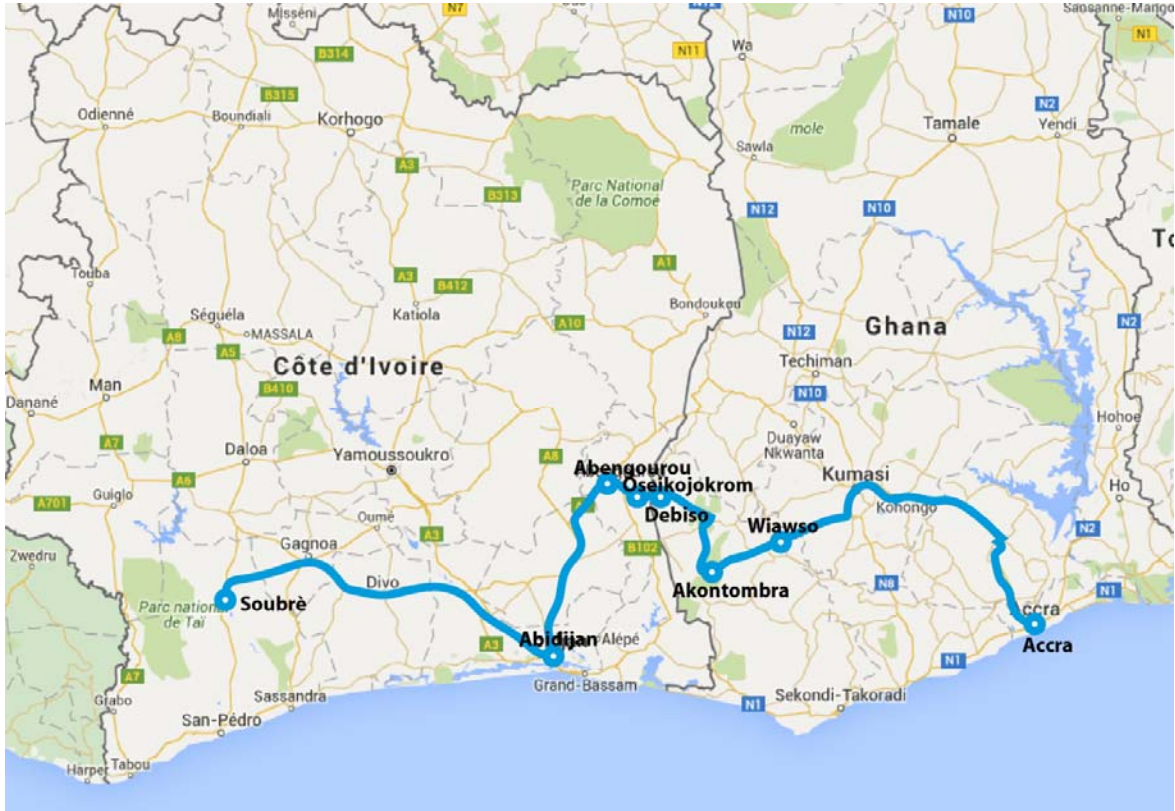 Misséni
N7
N12
Sansanne-Mango
N1
B314
N11
Wa
N10
B315
Odienné
Boundiali
Korhogo
mole
N2
Tamale
Yendi
Sawla
A3
B313
Parc National
de la Comoé
N12
N10
A1
Touba
A3
B412
Katiola
Bondoukou
Séguéla
MASSALA
A8
A5
A10
N12
Ghana
N2
Techiman
Côte d'Ivoire
Man
B410
N10
Danané
Hohoe
A7
Daloa
Yamoussoukro
A8
Duayaw
Nkwanta
A6
Abengourou
Kumasi
A701
Guiglo
Oseikojokrom
Konongo
Ho
Debiso
Oumé
A3
Wiawso
N2
Zwedru
Gagnoa
B102
Divo
Akontombra
N8
N1
Parc national
de Taï
Soubrè
Accra
Abidijan
Alépé
A3
Accra
A7
Grand-Bassam
N1
Grabo
Sassandra
N1
Sekondi-Takoradi
San-Pédro
Harper
Tabou